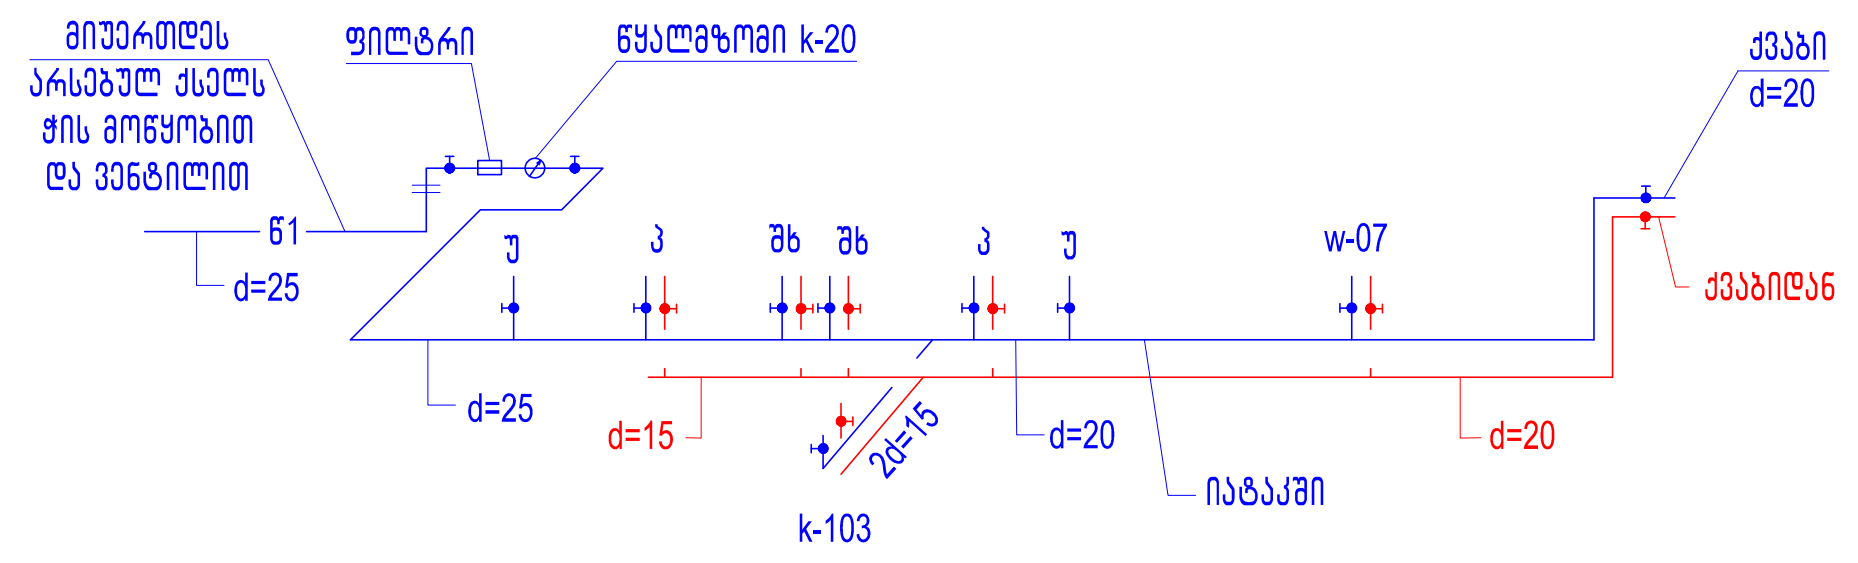 მიუერთდეს
არსებულ ქსელს
ჭის მოწყობით
და ვენტილით
ფილტრი
წყალმზომი k-20
ქვაბი
d=20
წ1
d=25
უ
პ
შხ
შხ
პ
უ
w-07
ქვაბიდან
d=25
d=15
2d=15
d=20
d=20
იატაკში
k-103